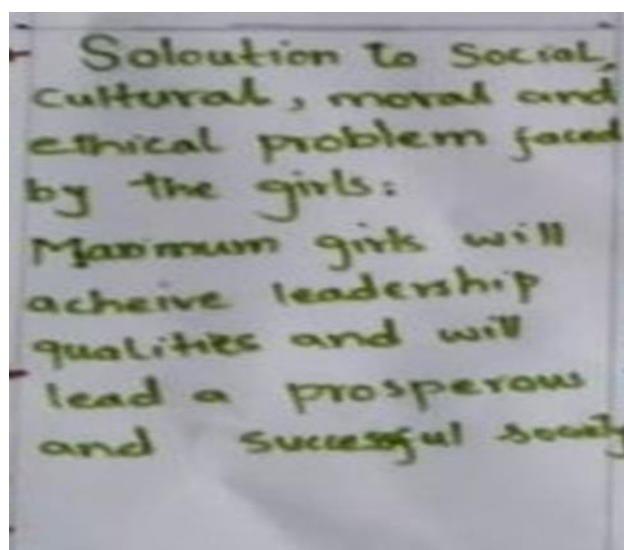 Soloution to Social,
cultural, moral and
ethical problem faced
by the girls:
Maximum girls will
acheive leadership
qualities and will
lead a prosperous
and successful society